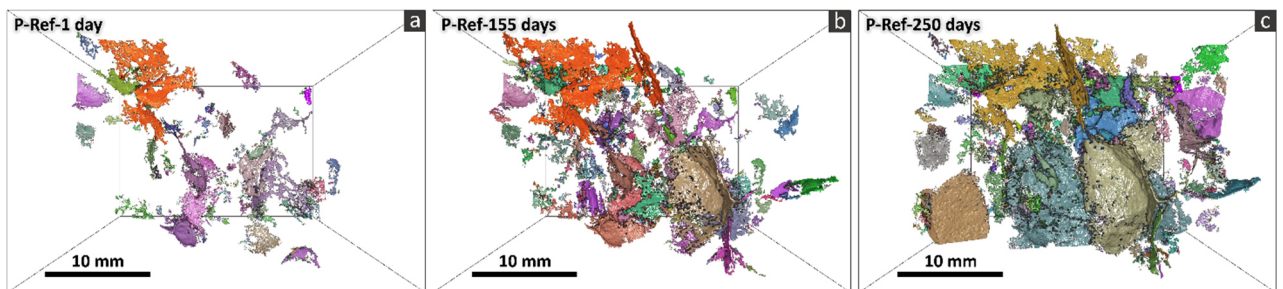 P-Ref-1 day
a
10 mm
P-Ref-155 days
b
10 mm
P-Ref-250 days
c
10 mm